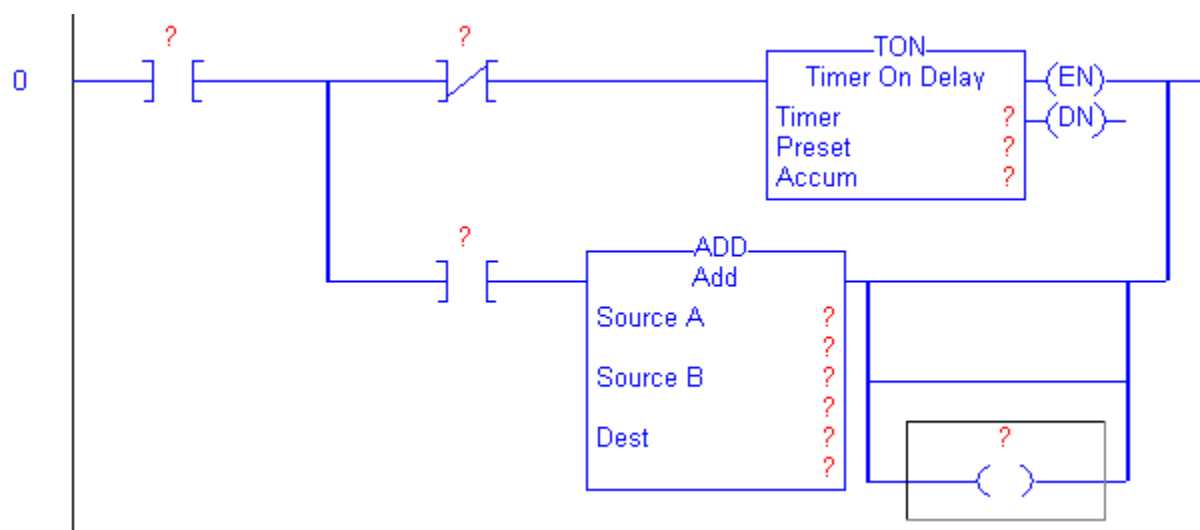 ? ?
TON
0
Timer On Delay (EN)
Timer ? (DN)
Preset ?
Accum ?
?
ADD
Add
Source A ?
?
Source B ?
?
Dest ?
?
?